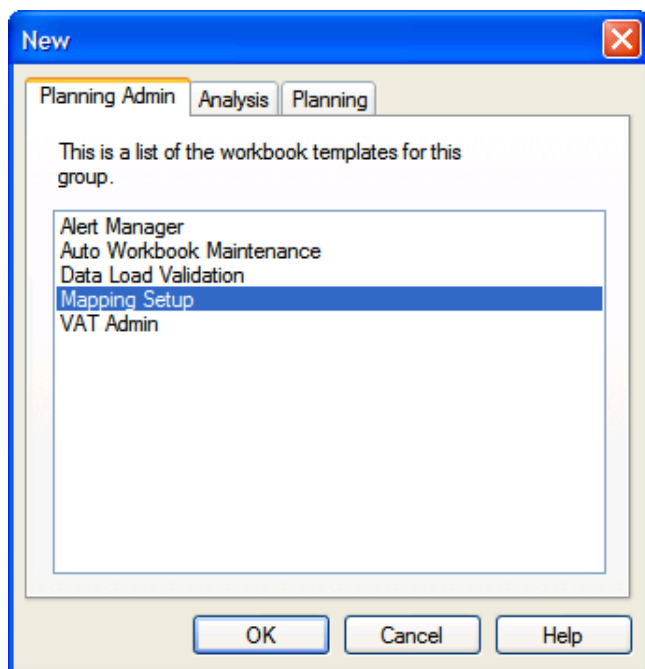 New
Planning Admin Analysis Planning
This is a list of the workbook templates for this
group.
Alert Manager
Auto Workbook Maintenance
Data Load Validation
Mapping Setup
VAT Admin
OK Cancel Help